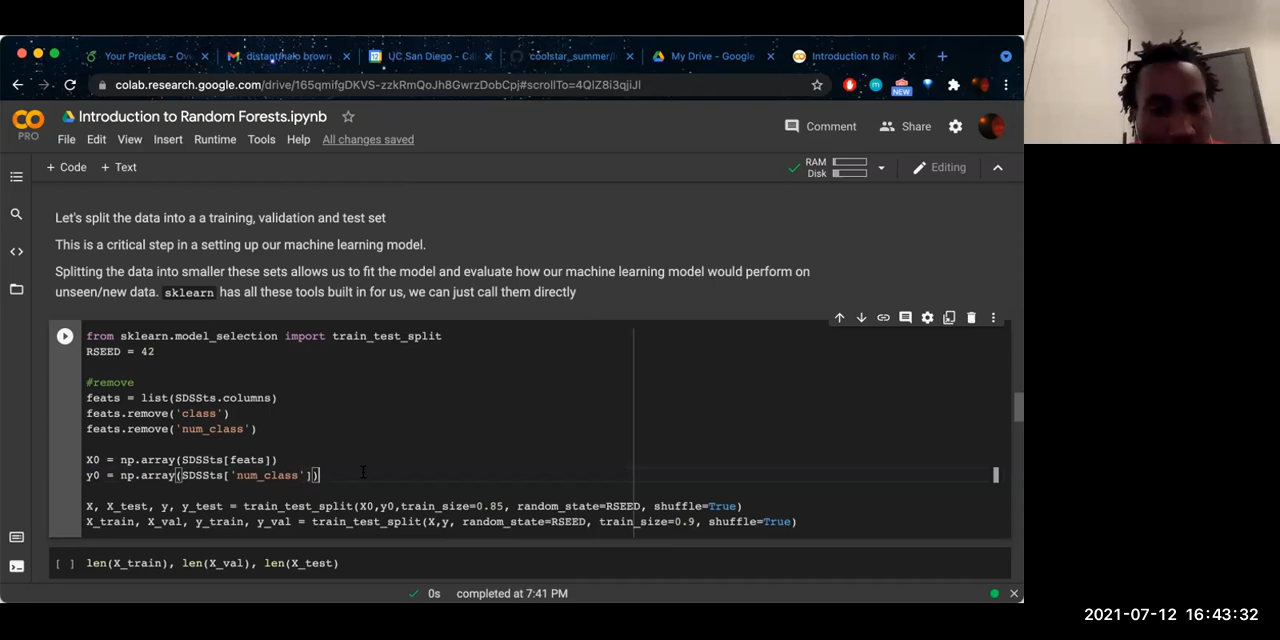 Your Projects - Ove
distantmap brown
UC San Diego - Ca
coolstar_summer/
My Drive - Google
Introduction to Ran
colab.research.google.com/drive/165qmifgDKVS-zzkRmQoJh8GwrzDobCpj#scrollTo=4QIZ8i3qjiJl
NEW
CO
PRO
Introduction to Random Forests.ipynb
Comment
Share
File Edit View Insert Runtime Tools Help All changes saved
+ Code + Text
RAM
Disk
Editing
Let's split the data into a a training, validation and test set
This is a critical step in a setting up our machine learning model.
Splitting the data into smaller these sets allows us to fit the model and evaluate how our machine learning model would perform on
unseen/new data. sklearn has all these tools built in for us, we can just call them directly
from sklearn.model_selection import train_test_split
RSEED = 42
#remove
feats = list(SDSSts.columns)
feats.remove('class')
feats.remove('num_class')
X0 = np.array(SDSSts[feats])
y0 = np.array(SDSSts['num_class'])
X, X_test, y, y_test = train_test_split(X0,y0,train_size=0.85, random_state=RSEED, shuffle=True)
X_train, X_val, y_train, y_val = train_test_split(X,y, random_state=RSEED, train_size=0.9, shuffle=True)
[ ] len(X_train), len(X_val), len(X_test)
0s completed at 7:41 PM
2021-07-12 16:43:32